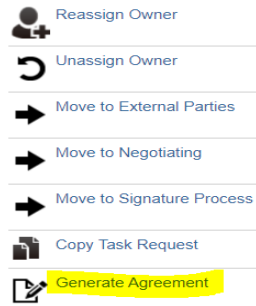 Reassign Owner
Unassign Owner
Move to External Parties
Move to Negotiating
Move to Signature Process
Copy Task Request
Generate Agreement